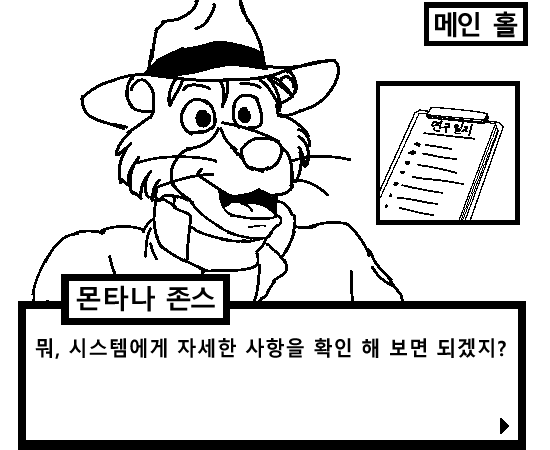 메인 홀
연구 일지
몬타나 존스
뭐, 시스템에게 자세한 사항을 확인 해 보면 되겠지?